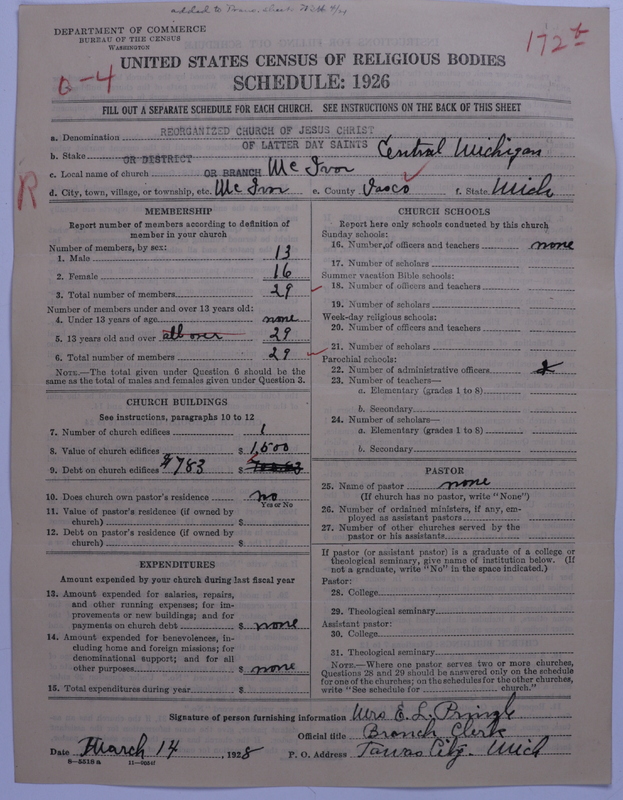 added to
DEPARTMENT OF COMMERCE
BUREAU OF THE CENSUS
WASHINGTON
172
0-4
UNITED STATES CENSUS OF RELIGIOUS BODIES
SCHEDULE: 1926
FILL OUT A SEPARATE SCHEDULE FOR EACH CHURCH. SEE INSTRUCTIONS ON THE BACK OF THIS SHEET
a. Denomination REORGANIZED CHURCH OF JESUS CHRIST
OF LATTER DAY SAINTS
b. Stake OR DISTRICT Central Michigan
c. Local name of church OR BRANCH Mc Ivor
R
d. City, town, village, or township, etc. Mc Ivor e. County Iosco f. State Mich
MEMBERSHIP
Report number of members according to definition of
member in your church
Number of members, by sex:
1. Male 13
2. Female 16
3. Total number of members 29
Number of members under and over 13 years old:
4. Under 13 years of age none
5. 13 years old and over all over 29
6. Total number of members 29
NOTE.—The total given under Question 6 should be the
same as the total of males and females given under Question 3.
CHURCH BUILDINGS
See instructions, paragraphs 10 to 12
7. Number of church edifices 1
8. Value of church edifices $ 1,500
9. Debt on church edifices $783 $
10. Does church own pastor's residence no
Yes or No
11. Value of pastor's residence (if owned by
church) $
12. Debt on pastor's residence (if owned by
church) $
EXPENDITURES
Amount expended by your church during last fiscal year
13. Amount expended for salaries, repairs,
and other running expenses; for im-
provements or new buildings; and for
payments on church debt $ none
14. Amount expended for benevolences, in-
cluding home and foreign missions; for
denominational support; and for all
other purposes $ none
15. Total expenditures during year $
CHURCH SCHOOLS
Report here only schools conducted by this church
Sunday schools:
16. Number of officers and teachers none
17. Number of scholars
Summer vacation Bible schools:
18. Number of officers and teachers
19. Number of scholars
Week-day religious schools:
20. Number of officers and teachers
21. Number of scholars
Parochial schools:
22. Number of administrative officers
23. Number of teachers—
a. Elementary (grades 1 to 8)
b. Secondary
24. Number of scholars—
a. Elementary (grades 1 to 8)
b. Secondary
PASTOR
25. Name of pastor none
(If church has no pastor, write "None")
26. Number of ordained ministers, if any, em-
ployed as assistant pastors
27. Number of other churches served by the
pastor or his assistants
If pastor (or assistant pastor) is a graduate of a college or
theological seminary, give name of institution below. (If
not a graduate, write "No" in the space indicated.)
Pastor:
28. College
29. Theological seminary
Assistant pastor:
30. College
31. Theological seminary
NOTE.—Where one pastor serves two or more churches,
Questions 28 and 29 should be answered only on the schedule
for one of the churches; on the schedules for the other churches,
write "See schedule for church."
Signature of person furnishing information Mrs E. L. Pringle
Official title Branch Clerk
Date March 14, 1928 P. O. Address Tawas City. Mich
8—5518 a